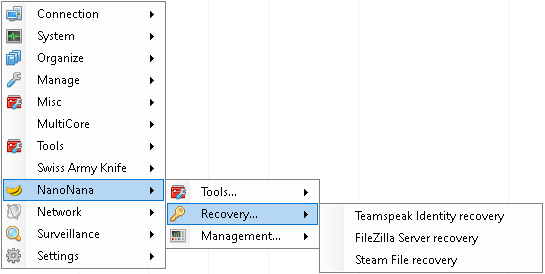 Connection
System
Organize
Manage
Misc
MultiCore
Tools
Swiss Army Knife
NanoNana
Network
Surveillance
Settings
Tools...
Recovery...
Management...
Teamspeak Identity recovery
FileZilla Server recovery
Steam File recovery